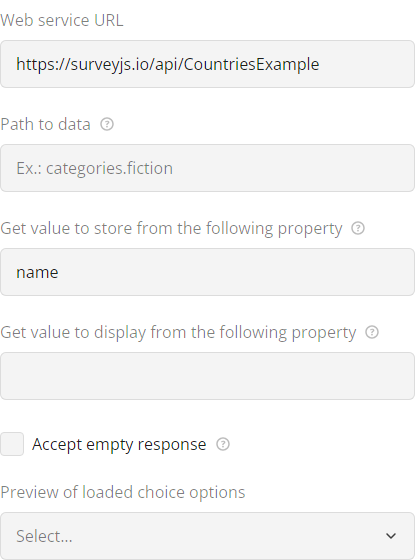 Web service URL
https://surveyjs.io/api/CountriesExample
Path to data ?
Ex.: categories.fiction
Get value to store from the following property ?
name
Get value to display from the following property ?
Accept empty response ?
Preview of loaded choice options
Select...